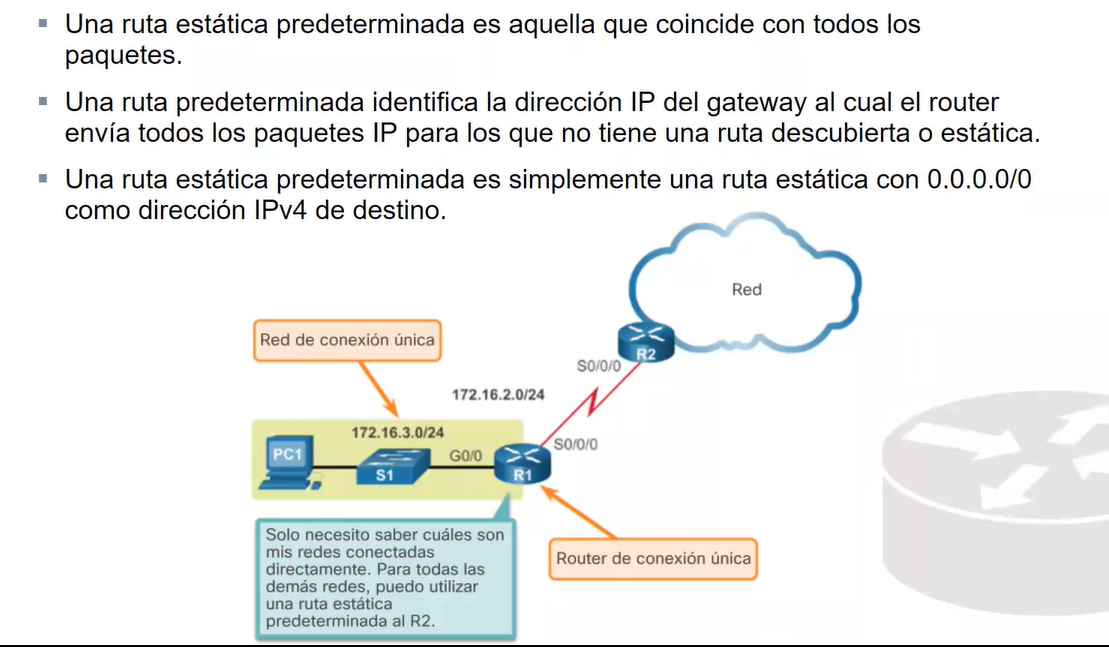 Una ruta estática predeterminada es aquella que coincide con todos los
paquetes.
Una ruta predeterminada identifica la dirección IP del gateway al cual el router
envía todos los paquetes IP para los que no tiene una ruta descubierta o estática.
Una ruta estática predeterminada es simplemente una ruta estática con 0.0.0.0/0
como dirección IPv4 de destino.
Red
Red de conexión única
R2
S0/0/0
172.16.2.0/24
172.16.3.0/24
S0/0/0
PC1
G0/0
S1
R1
Solo necesito saber cuáles son
mis redes conectadas
directamente. Para todas las
demás redes, puedo utilizar
una ruta estática
predeterminada al R2.
Router de conexión única